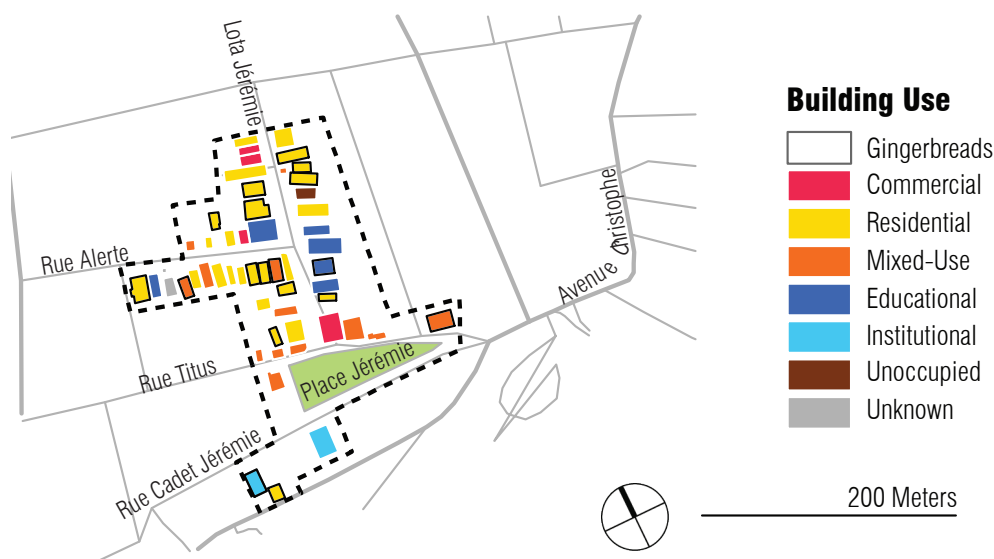 Lota Jérémie
Rue Alerte
Rue Titus
Place Jérémie
Rue Cadet Jérémie
Avenue Christophe
Building Use
Gingerbreads
Commercial
Residential
Mixed-Use
Educational
Institutional
Unoccupied
Unknown
200 Meters